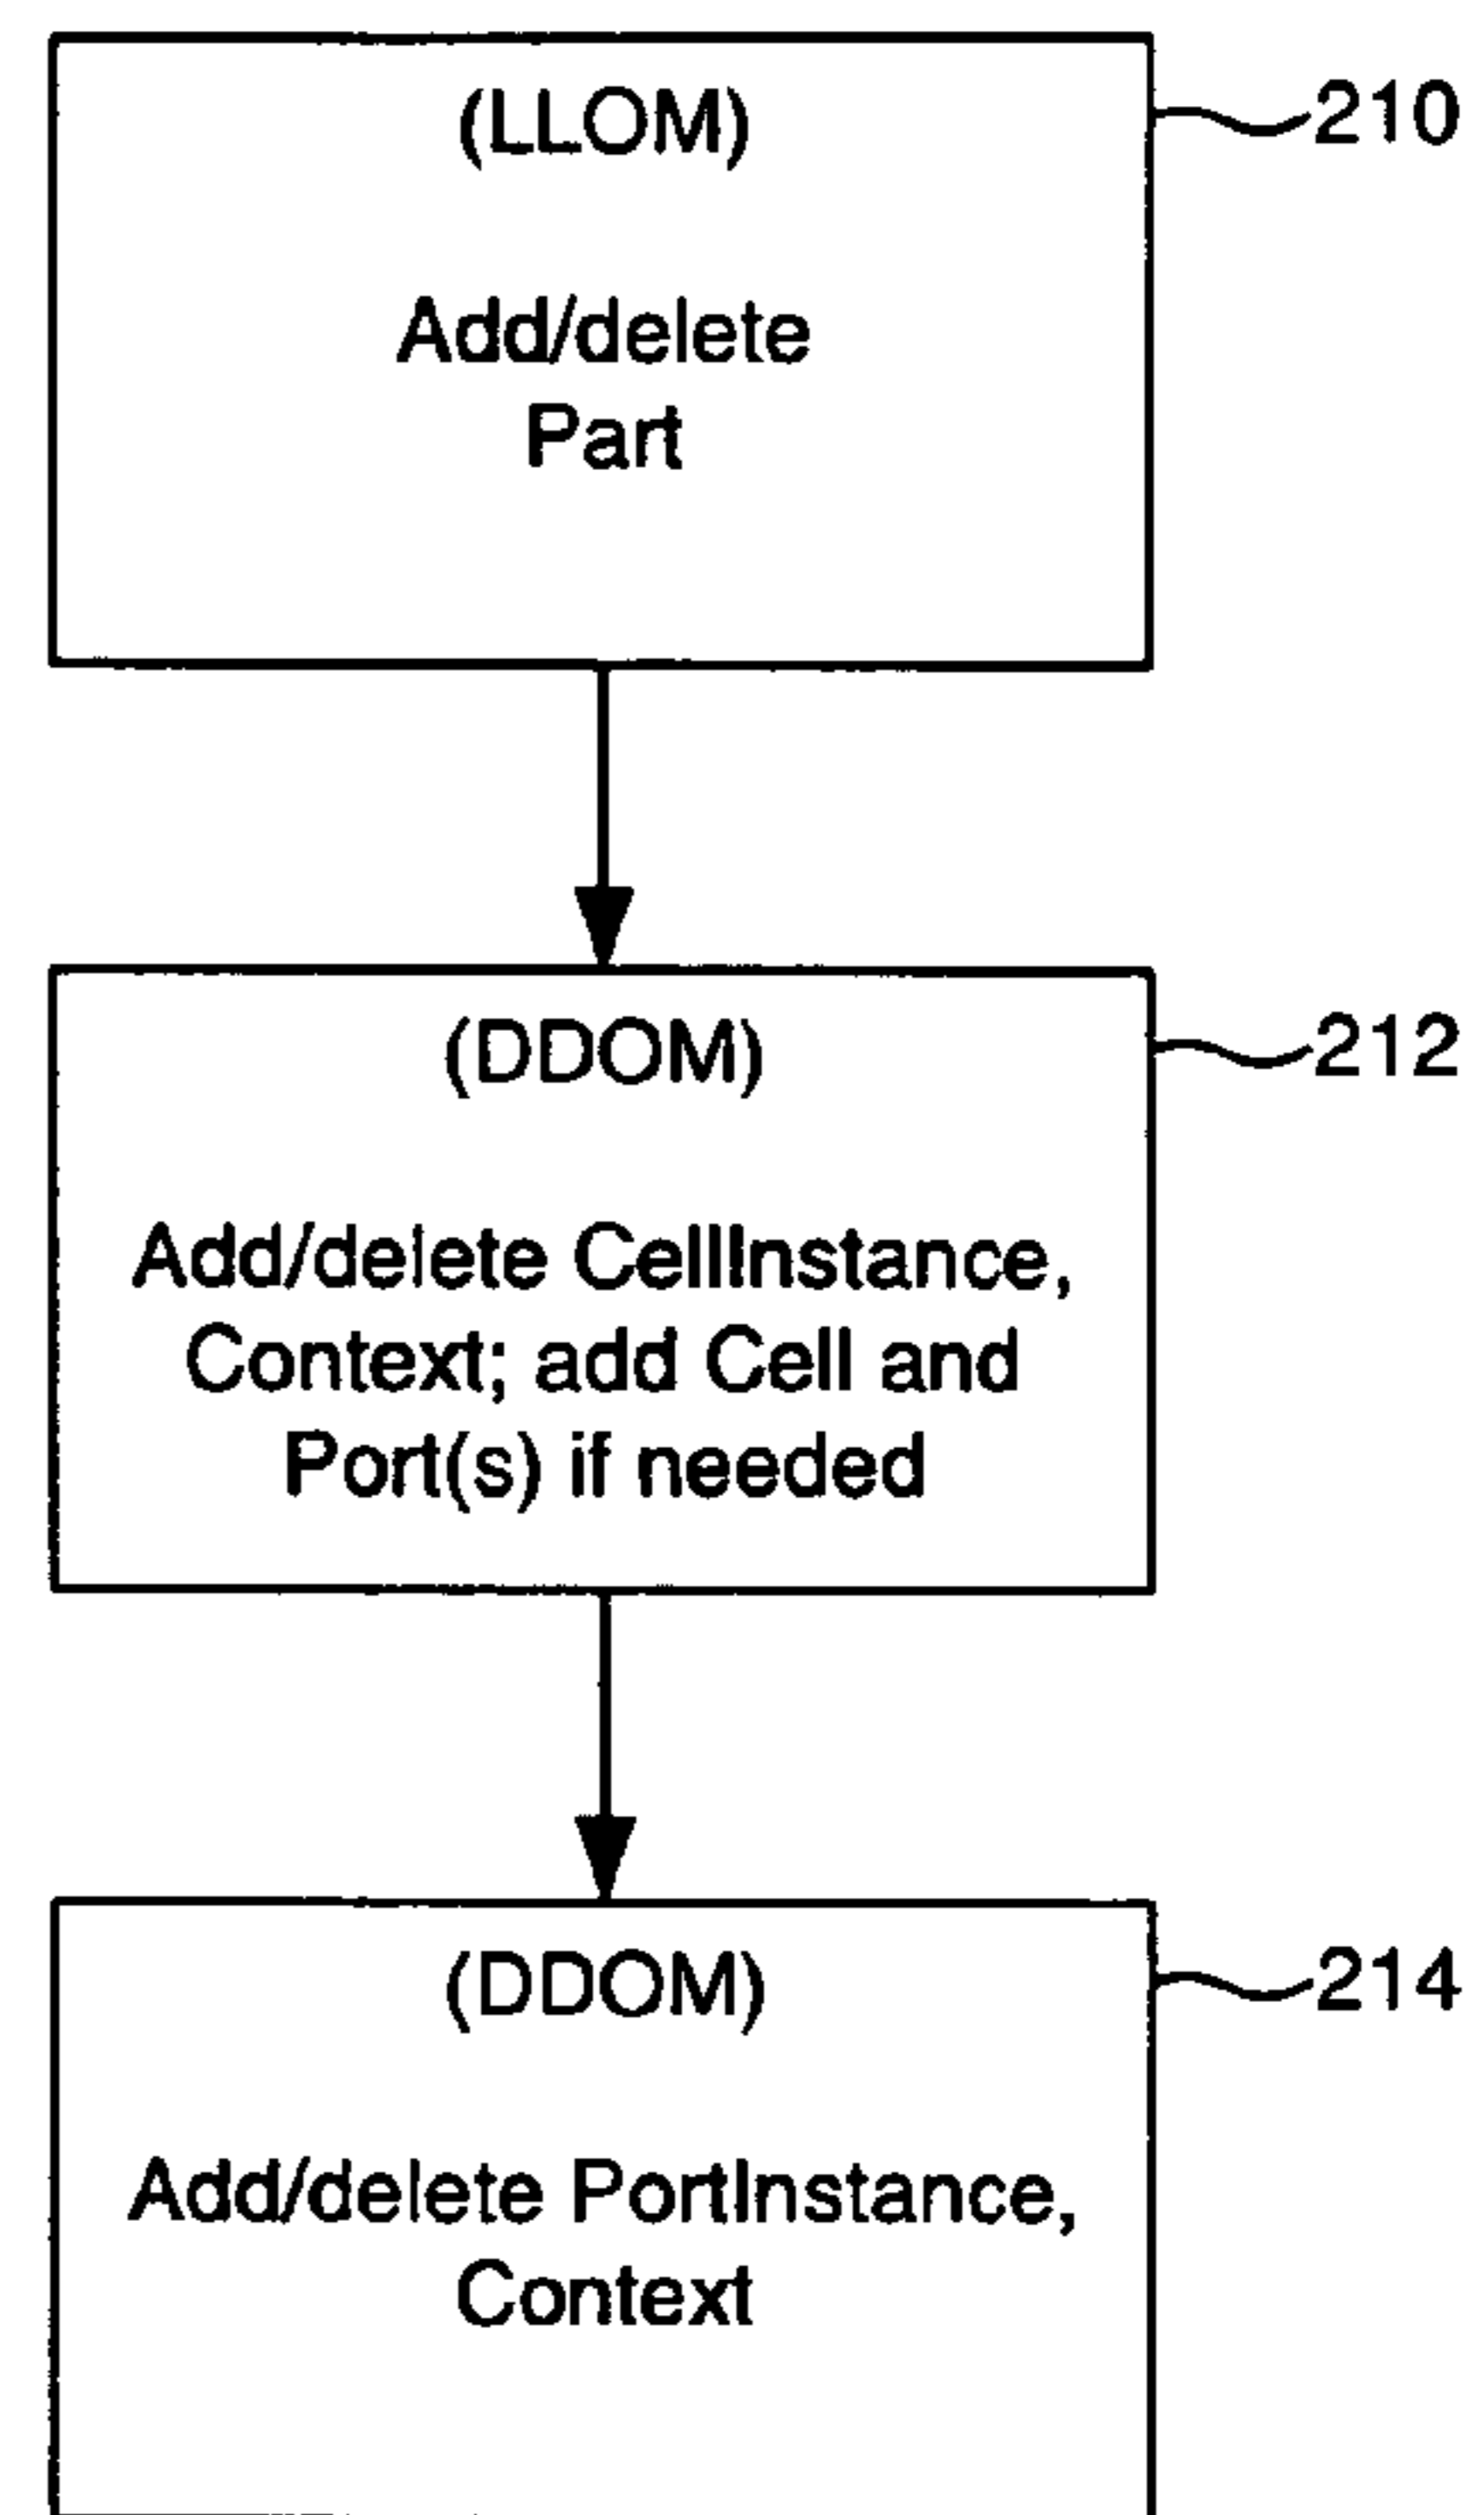 (LLOM)
210
Add/delete
Part
(DDOM)
212
Add/delete CellInstance,
Context; add Cell and
Port(s) if needed
(DDOM)
214
Add/delete PortInstance,
Context